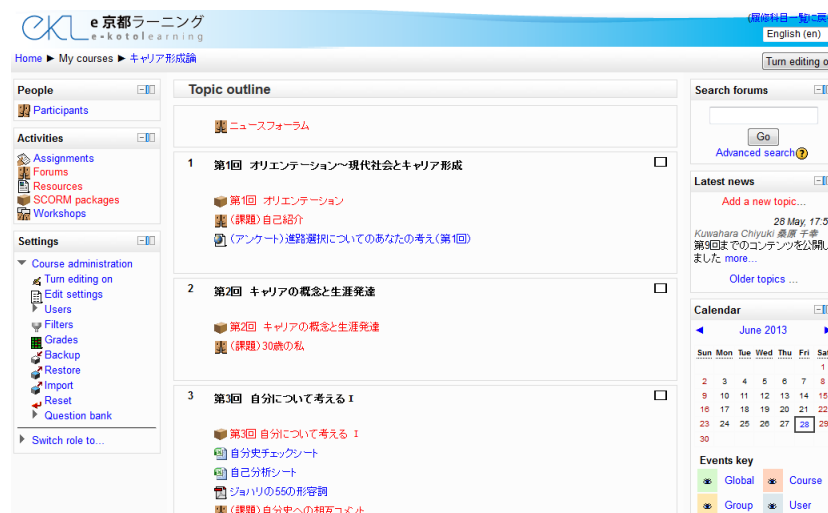 eKL e 京都ラーニング
e-kotolearning
(履修科目一覧に戻
English (en)
Home ► My courses ► キャリア形成論
Turn editing o
People
Participants
Activities
Assignments
Forums
Resources
SCORM packages
Workshops
Settings
Course administration
Turn editing on
Edit settings
Users
Filters
Grades
Backup
Restore
Import
Reset
Question bank
Switch role to...
Topic outline
ニュースフォーラム
1 第1回 オリエンテーション～現代社会とキャリア形成
第1回 オリエンテーション
(課題)自己紹介
(アンケート)進路選択についてのあなたの考え(第1回)
2 第2回 キャリアの概念と生涯発達
第2回 キャリアの概念と生涯発達
(課題)30歳の私
3 第3回 自分について考える I
第3回 自分について考える I
自分史チェックシート
自己分析シート
ジョハリの55の形容詞
(課題)自分史への相互コメント
Search forums
Go
Advanced search
Latest news
Add a new topic...
28 May, 17:5
Kuwahara Chiyuki 桑原 千幸
第9回までのコンテンツを公開し
ました more...
Older topics ...
Calendar
◄ June 2013 ►
Sun Mon Tue Wed Thu Fri Sat
1
2 3 4 5 6 7 8
9 10 11 12 13 14 15
16 17 18 19 20 21 22
23 24 25 26 27 28 29
30
Events key
Global Course
Group User